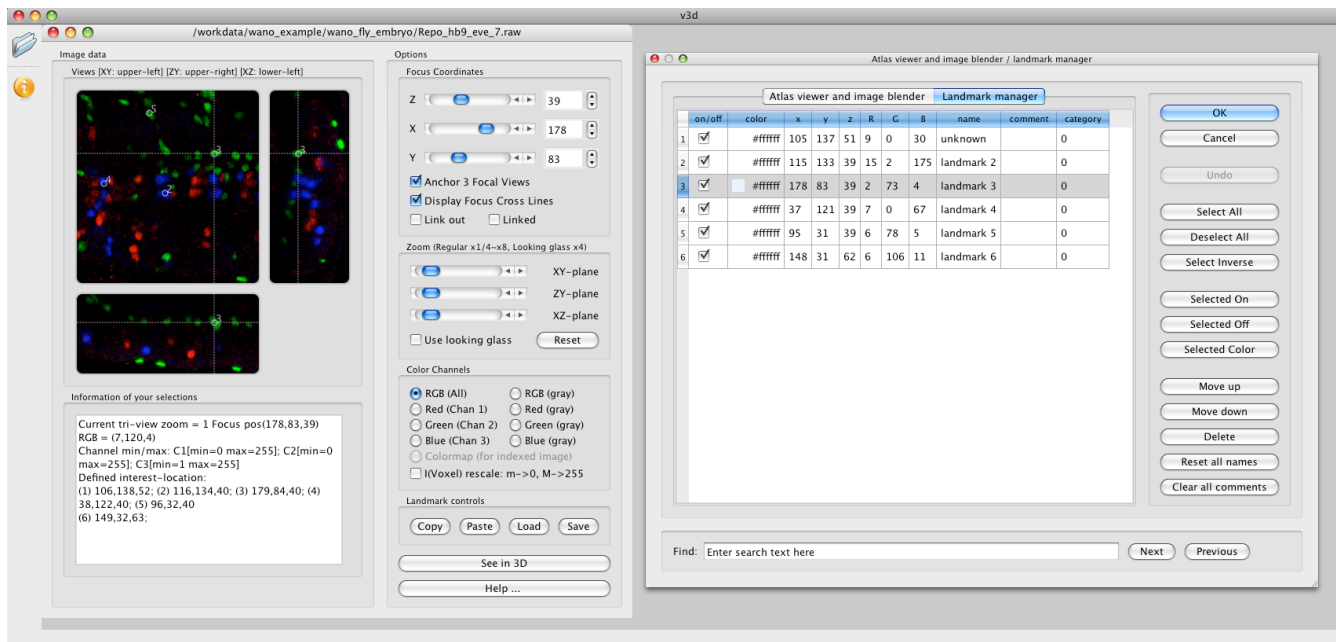 v3d
/workdata/wano_example/wano_fly_embryo/Repo_hb9_eve_7.raw
Image data
Views [XY: upper-left] [ZY: upper-right] [XZ: lower-left]
5
3
3
4
2
3
Information of your selections
Current tri-view zoom = 1 Focus pos(178,83,39)
RGB = (7,120,4)
Channel min/max: C1[min=0 max=255]; C2[min=0
max=255]; C3[min=1 max=255]
Defined interest-location:
(1) 106,138,52; (2) 116,134,40; (3) 179,84,40; (4)
38,122,40; (5) 96,32,40
(6) 149,32,63;
Options
Focus Coordinates
Z 39
X 178
Y 83
Anchor 3 Focal Views
Display Focus Cross Lines
Link out Linked
Zoom (Regular x1/4~x8, Looking glass x4)
XY-plane
ZY-plane
XZ-plane
Use looking glass Reset
Color Channels
RGB (All) RGB (gray)
Red (Chan 1) Red (gray)
Green (Chan 2) Green (gray)
Blue (Chan 3) Blue (gray)
Colormap (for indexed image)
I(Voxel) rescale: m->0, M->255
Landmark controls
Copy Paste Load Save
See in 3D
Help ...
Atlas viewer and image blender / landmark manager
Atlas viewer and image blender Landmark manager
on/off color x y z R G B name comment category
1 #ffffff 105 137 51 9 0 30 unknown 0
2 #ffffff 115 133 39 15 2 175 landmark 2 0
3 #ffffff 178 83 39 2 73 4 landmark 3 0
4 #ffffff 37 121 39 7 0 67 landmark 4 0
5 #ffffff 95 31 39 6 78 5 landmark 5 0
6 #ffffff 148 31 62 6 106 11 landmark 6 0
OK
Cancel
Undo
Select All
Deselect All
Select Inverse
Selected On
Selected Off
Selected Color
Move up
Move down
Delete
Reset all names
Clear all comments
Find: Enter search text here Next Previous